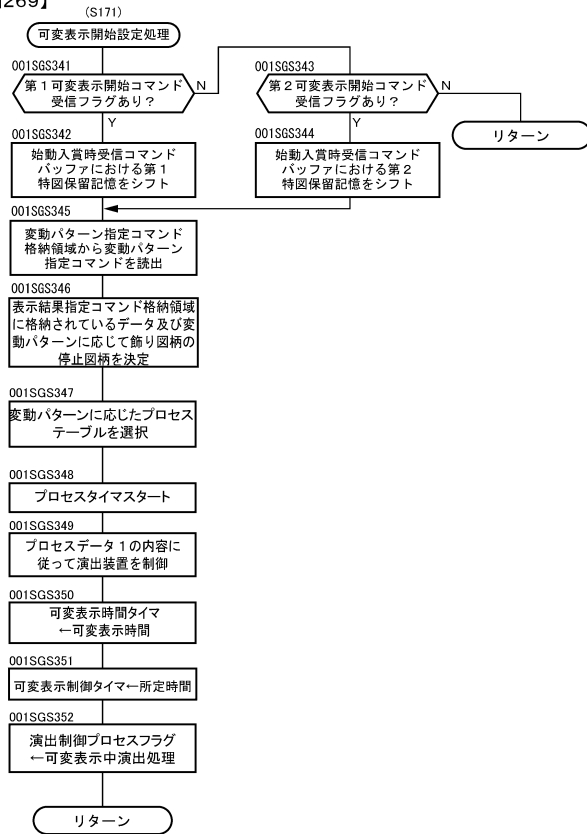 269】
(S171)
可変表示開始設定処理
001SGS341
第１可変表示開始コマンド
受信フラグあり？
N
Y
001SGS343
第２可変表示開始コマンド
受信フラグあり？
N
Y
リターン
001SGS342
始動入賞時受信コマンド
バッファにおける第１
特図保留記憶をシフト
001SGS344
始動入賞時受信コマンド
バッファにおける第２
特図保留記憶をシフト
001SGS345
変動パターン指定コマンド
格納領域から変動パターン
指定コマンドを読出
001SGS346
表示結果指定コマンド格納領域
に格納されているデータ及び変
動パターンに応じて飾り図柄の
停止図柄を決定
001SGS347
変動パターンに応じたプロセス
テーブルを選択
001SGS348
プロセスタイマスタート
001SGS349
プロセスデータ１の内容に
従って演出装置を制御
001SGS350
可変表示時間タイマ
←可変表示時間
001SGS351
可変表示制御タイマ←所定時間
001SGS352
演出制御プロセスフラグ
←可変表示中演出処理
リターン